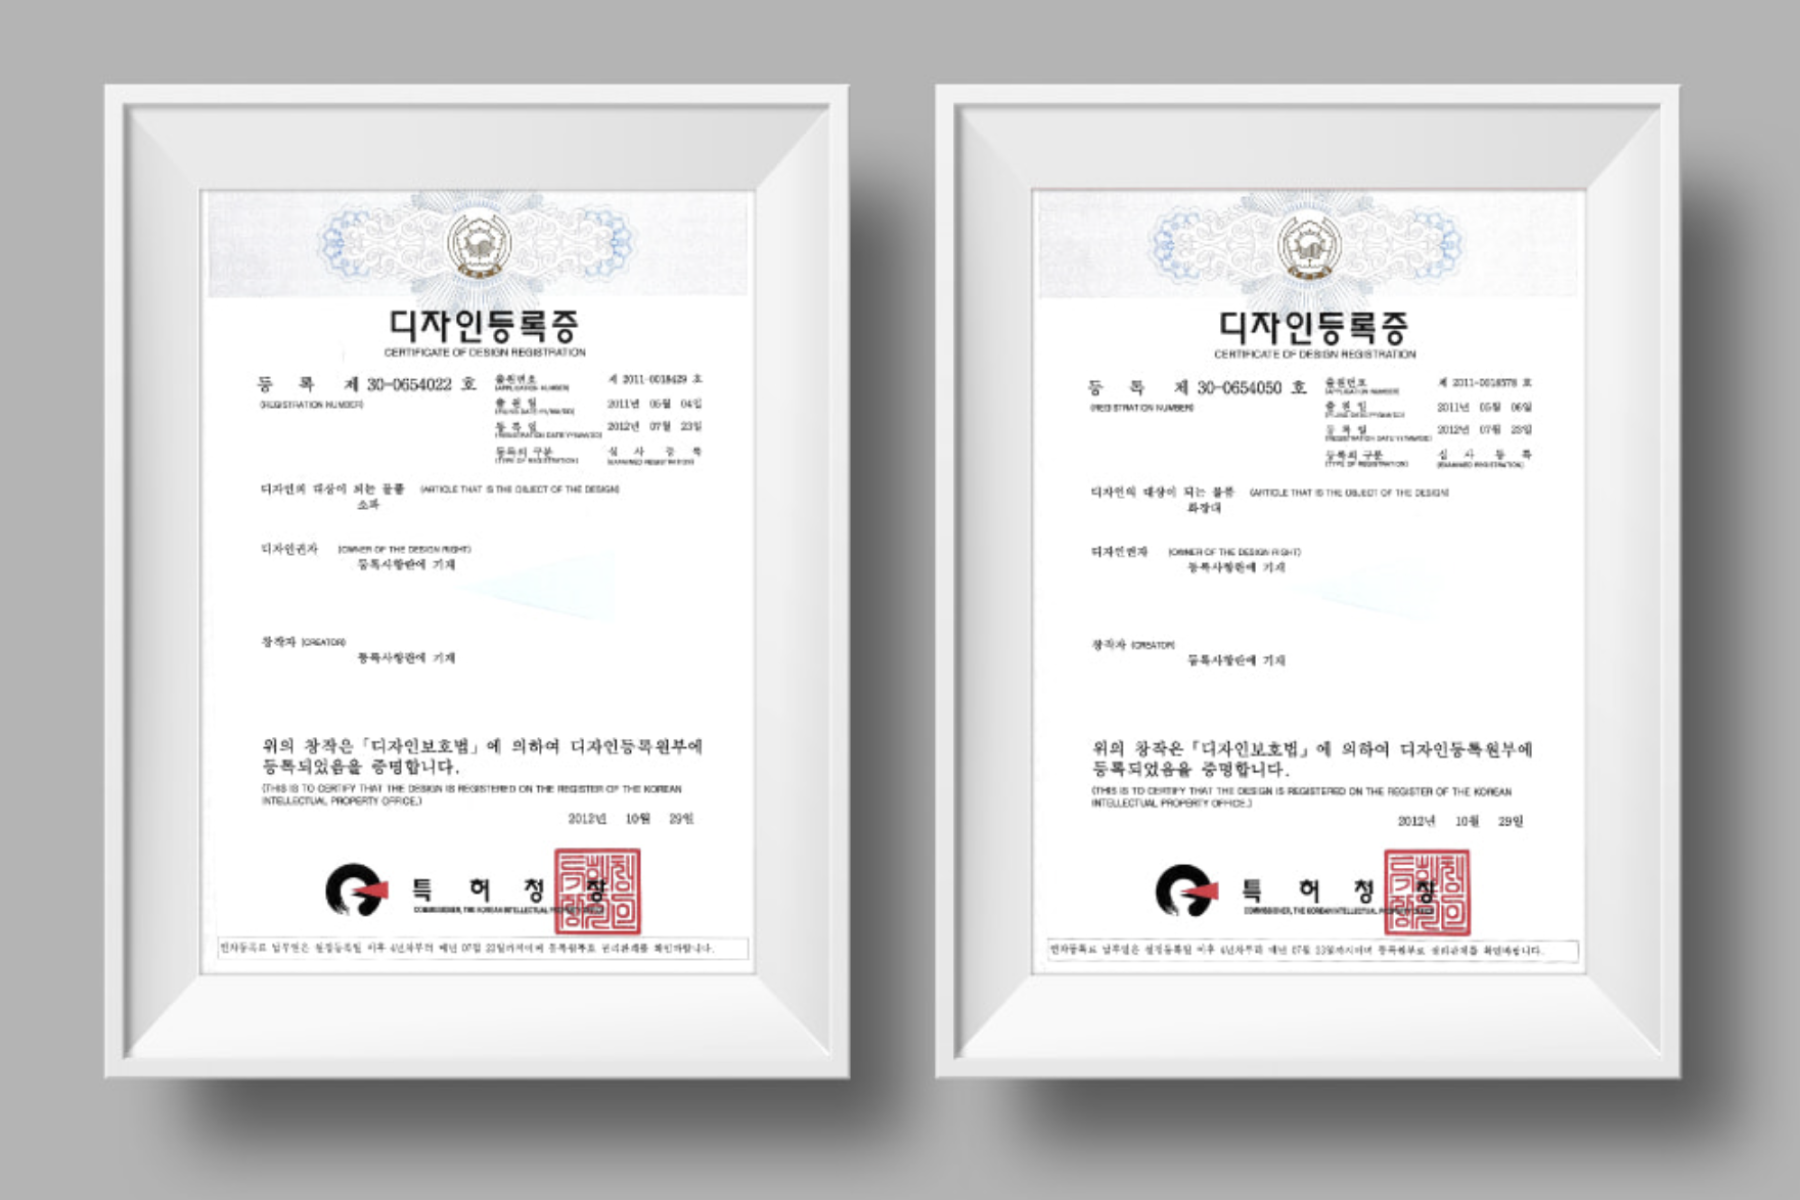 디자인등록증
CERTIFICATE OF DESIGN REGISTRATION
등 록 제 30-0654022 호
(REGISTRATION NUMBER)
출원번호 제 2011-0018429 호
(APPLICATION NUMBER)
출 원 일 2011년 05월 04일
(FILING DATE:YY/MM/DD)
등 록 일 2012년 07월 23일
(REGISTRATION DATE:YY/MM/DD)
등록의 구분 심 사 등 록
(TYPE OF REGISTRATION) (EXAMINED REGISTRATION)
디자인의 대상이 되는 물품 (ARTICLE THAT IS THE OBJECT OF THE DESIGN)
소파
디자인권자 (OWNER OF THE DESIGN RIGHT)
등록사항란에 기재
창작자 (CREATOR)
등록사항란에 기재
위의 창작은「디자인보호법」에 의하여 디자인등록원부에
등록되었음을 증명합니다.
(THIS IS TO CERTIFY THAT THE DESIGN IS REGISTERED ON THE REGISTER OF THE KOREAN
INTELLECTUAL PROPERTY OFFICE.)
2012년 10월 29일
특 허 청 장
COMMISSIONER, THE KOREAN INTELLECTUAL PROPERTY OFFICE
디자인등록증
CERTIFICATE OF DESIGN REGISTRATION
등 록 제 30-0654050 호
(REGISTRATION NUMBER)
출원번호 제 2011-0018578 호
(APPLICATION NUMBER)
출 원 일 2011년 05월 06일
(FILING DATE:YY/MM/DD)
등 록 일 2012년 07월 23일
(REGISTRATION DATE:YY/MM/DD)
등록의 구분 심 사 등 록
(TYPE OF REGISTRATION) (EXAMINED REGISTRATION)
디자인의 대상이 되는 물품 (ARTICLE THAT IS THE OBJECT OF THE DESIGN)
화장대
디자인권자 (OWNER OF THE DESIGN RIGHT)
등록사항란에 기재
창작자 (CREATOR)
등록사항란에 기재
위의 창작은「디자인보호법」에 의하여 디자인등록원부에
등록되었음을 증명합니다.
(THIS IS TO CERTIFY THAT THE DESIGN IS REGISTERED ON THE REGISTER OF THE KOREAN
INTELLECTUAL PROPERTY OFFICE.)
2012년 10월 29일
특 허 청 장
COMMISSIONER, THE KOREAN INTELLECTUAL PROPERTY OFFICE